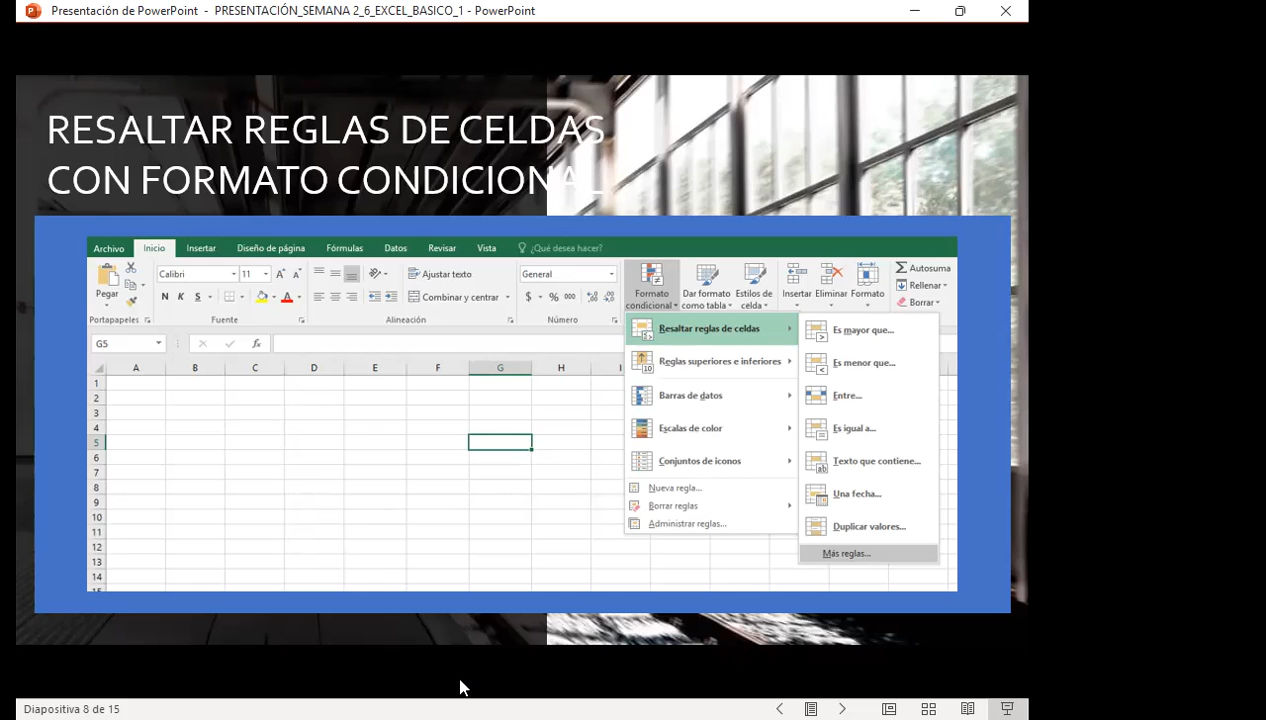 Presentación de PowerPoint - PRESENTACIÓN_SEMANA 2_6_EXCEL_BASICO_1 - PowerPoint
RESALTAR REGLAS DE CELDAS
CON FORMATO CONDICIONAL
Archivo Inicio Insertar Diseño de página Fórmulas Datos Revisar Vista ¿Qué desea hacer?
Pegar
Calibri 11
N K S
Ajustar texto
Combinar y centrar
General
$ % 000
Formato condicional
Dar formato como tabla
Estilos de celda
Insertar Eliminar Formato
Autosuma
Rellenar
Borrar
Portapapeles Fuente Alineación Número
G5 fx
A B C D E F G H I
1
2
3
4
5
6
7
8
9
10
11
12
13
14
15
Resaltar reglas de celdas
Reglas superiores e inferiores
Barras de datos
Escalas de color
Conjuntos de iconos
Nueva regla...
Borrar reglas
Administrar reglas...
Es mayor que...
Es menor que...
Entre...
Es igual a...
Texto que contiene...
Una fecha...
Duplicar valores...
Más reglas...
Diapositiva 8 de 15